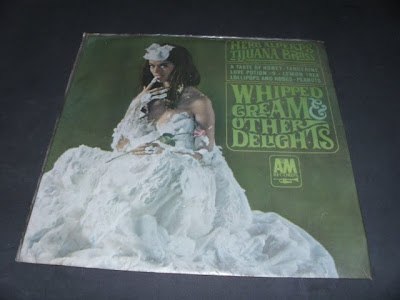 HERB ALPERT'S
TIJUANA BRASS
A TASTE OF HONEY · TANGERINE
LOVE POTION #9 · LEMON TREE
LOLLIPOPS AND ROSES · PEANUTS
WHIPPED
CREAM &
OTHER
DELIGHTS
A&M